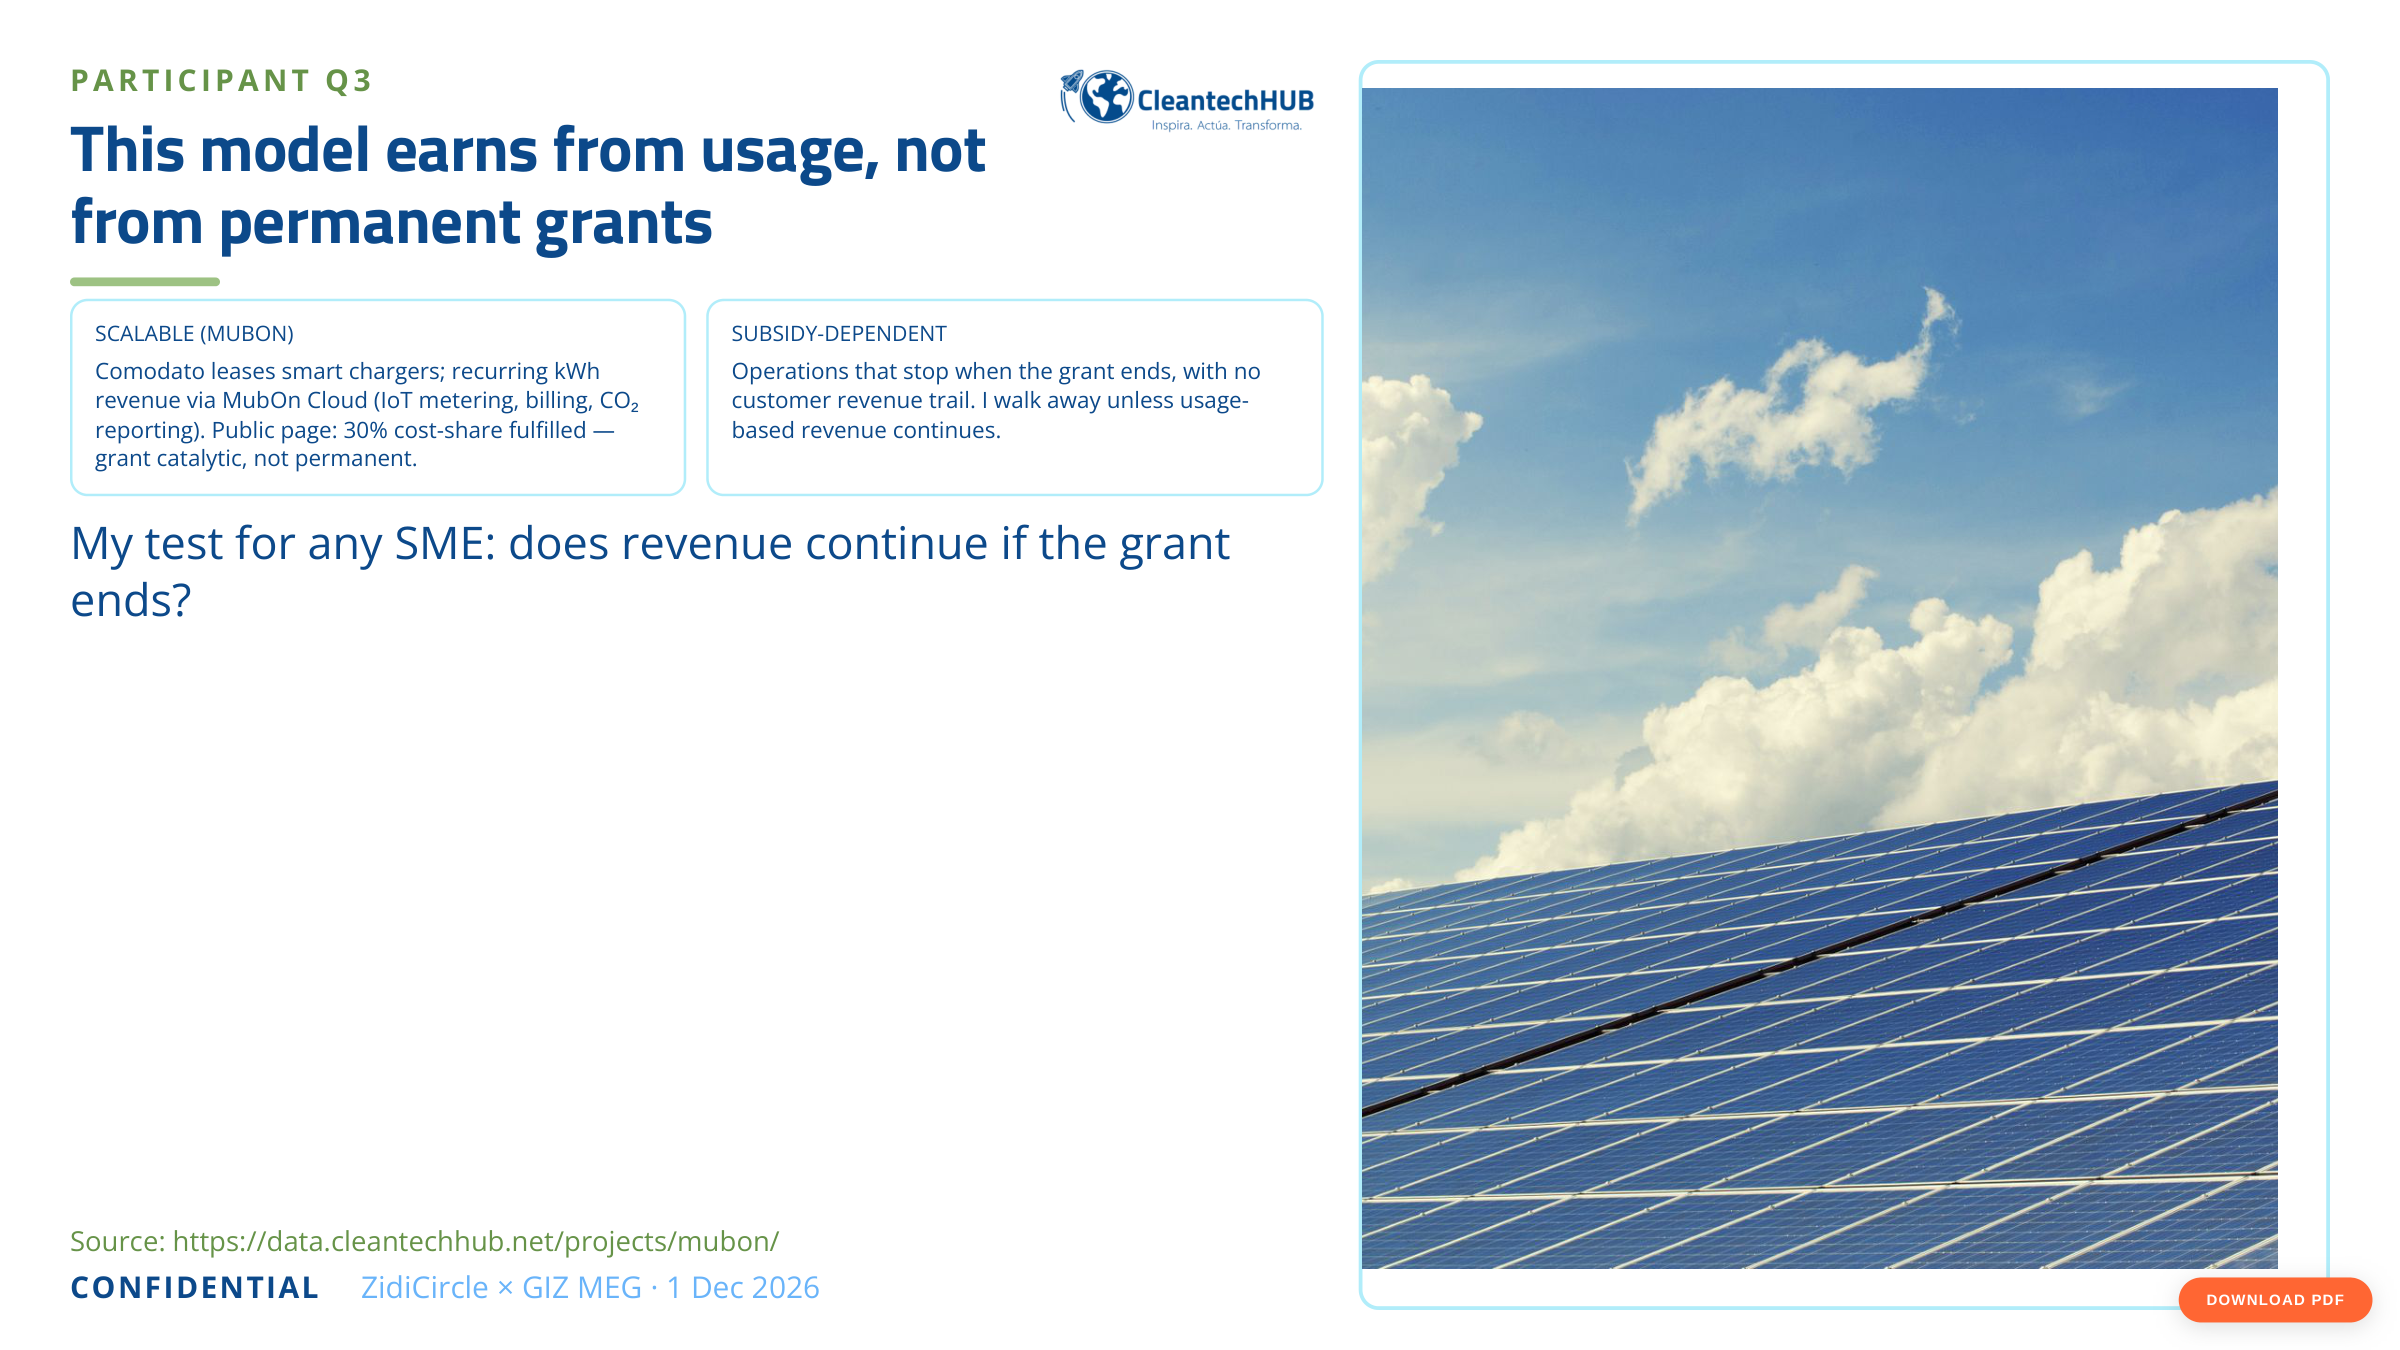 PARTICIPANT Q3
CleantechHUB
Inspira. Actúa. Transforma.
This model earns from usage, not
from permanent grants
SCALABLE (MUBON)
Comodato leases smart chargers; recurring kWh
revenue via MubOn Cloud (IoT metering, billing, CO₂
reporting). Public page: 30% cost-share fulfilled —
grant catalytic, not permanent.
SUBSIDY-DEPENDENT
Operations that stop when the grant ends, with no
customer revenue trail. I walk away unless usage-
based revenue continues.
My test for any SME: does revenue continue if the grant
ends?
Source: https://data.cleantechhub.net/projects/mubon/
CONFIDENTIAL ZidiCircle × GIZ MEG · 1 Dec 2026
DOWNLOAD PDF